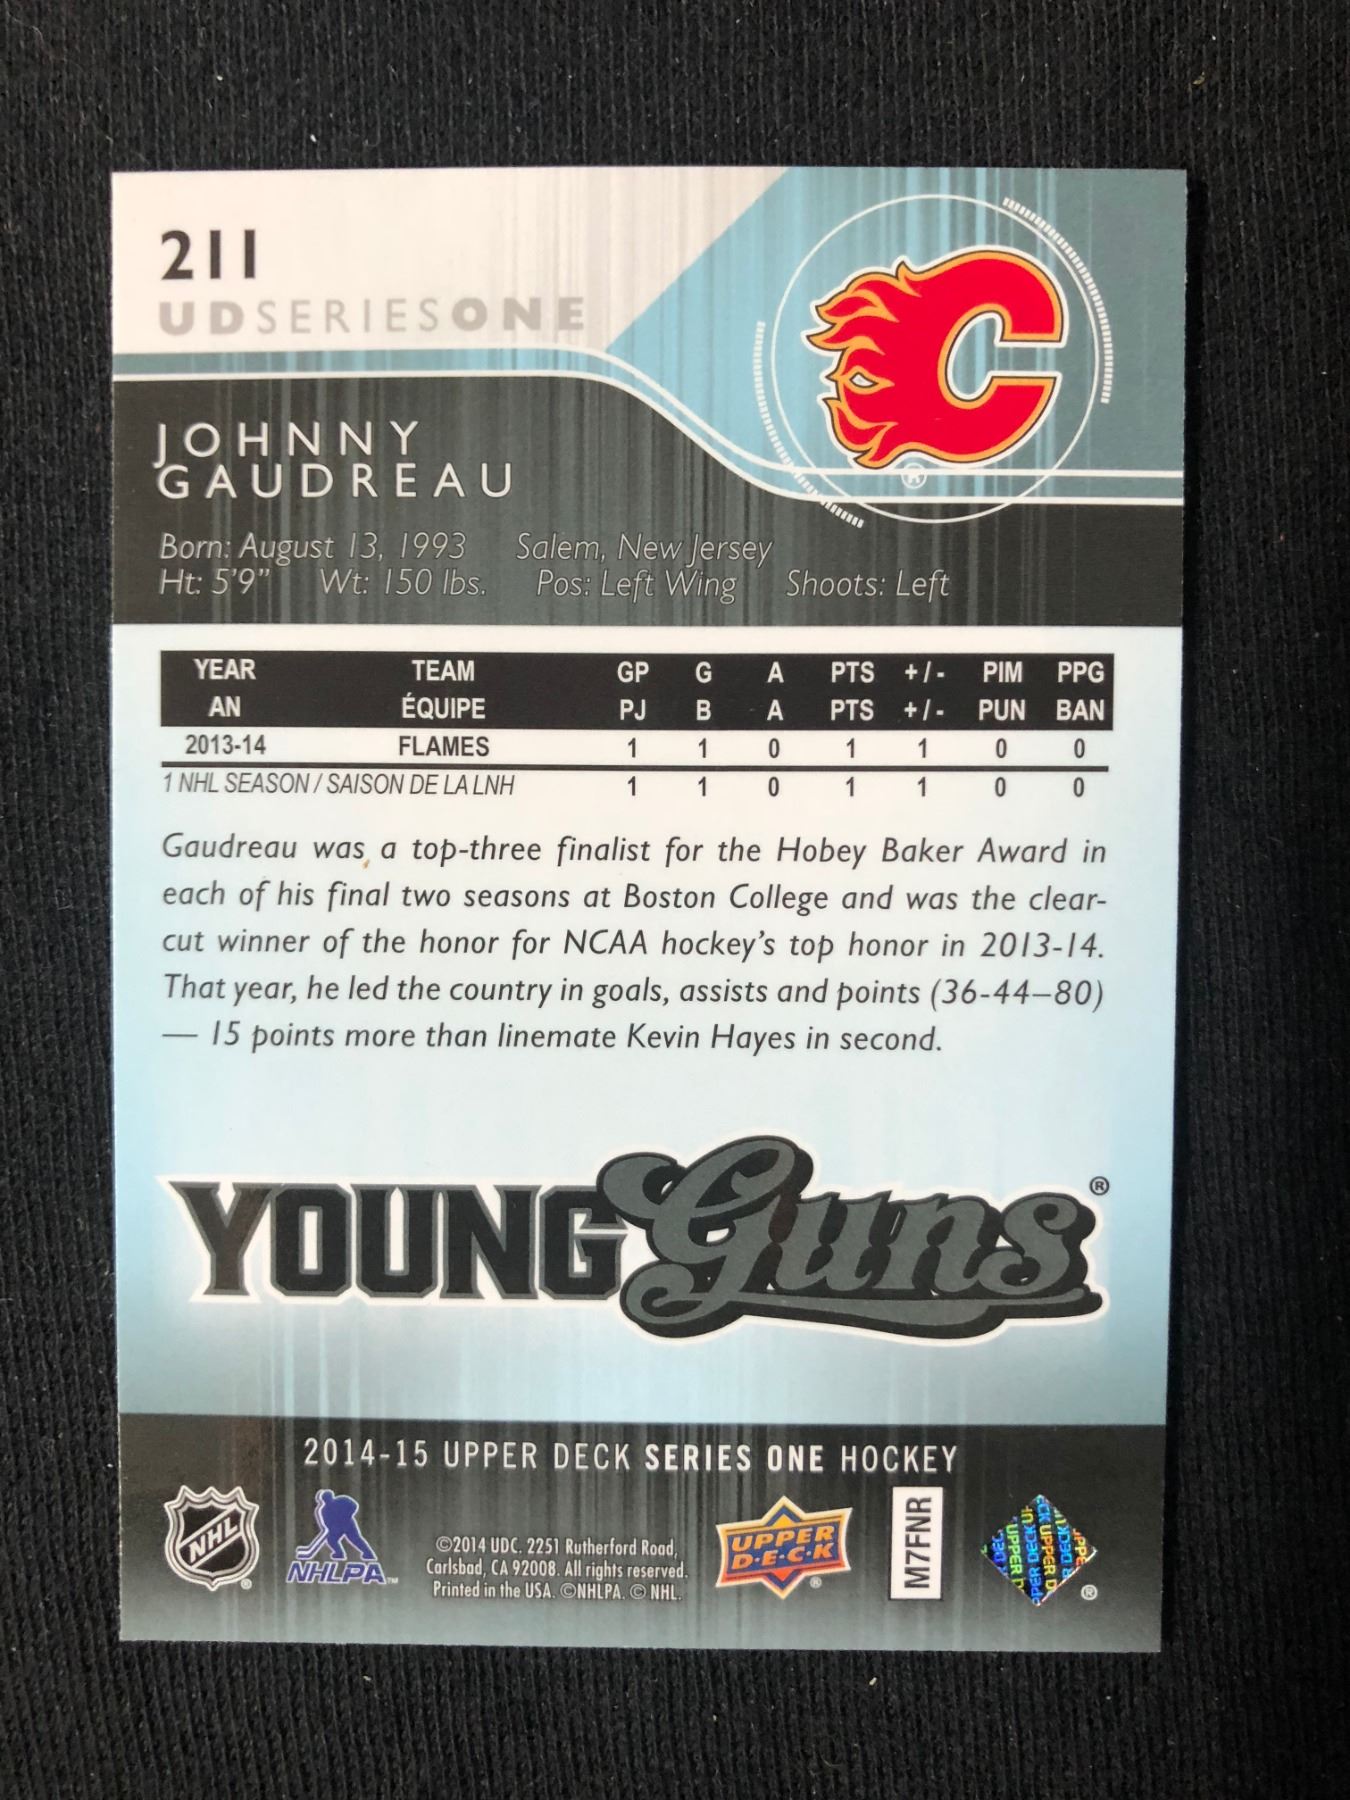 211
UD SERIES ONE
JOHNNY
GAUDREAU
Born: August 13, 1993 Salem, New Jersey
Ht: 5'9" Wt: 150 lbs. Pos: Left Wing Shoots: Left
YEAR TEAM GP G A PTS +/- PIM PPG
AN ÉQUIPE PJ B A PTS +/- PUN BAN
2013-14 FLAMES 1 1 0 1 1 0 0
1 NHL SEASON / SAISON DE LA LNH 1 1 0 1 1 0 0
Gaudreau was a top-three finalist for the Hobey Baker Award in
each of his final two seasons at Boston College and was the clear-
cut winner of the honor for NCAA hockey's top honor in 2013-14.
That year, he led the country in goals, assists and points (36-44–80)
— 15 points more than linemate Kevin Hayes in second.
YOUNG Guns ®
2014-15 UPPER DECK SERIES ONE HOCKEY
NHL ®
NHLPA ™
©2014 UDC. 2251 Rutherford Road,
Carlsbad, CA 92008. All rights reserved.
Printed in the USA. ©NHLPA. © NHL.
UPPER
D·E·C·K ®
M7FNR
UPPER DECK ®